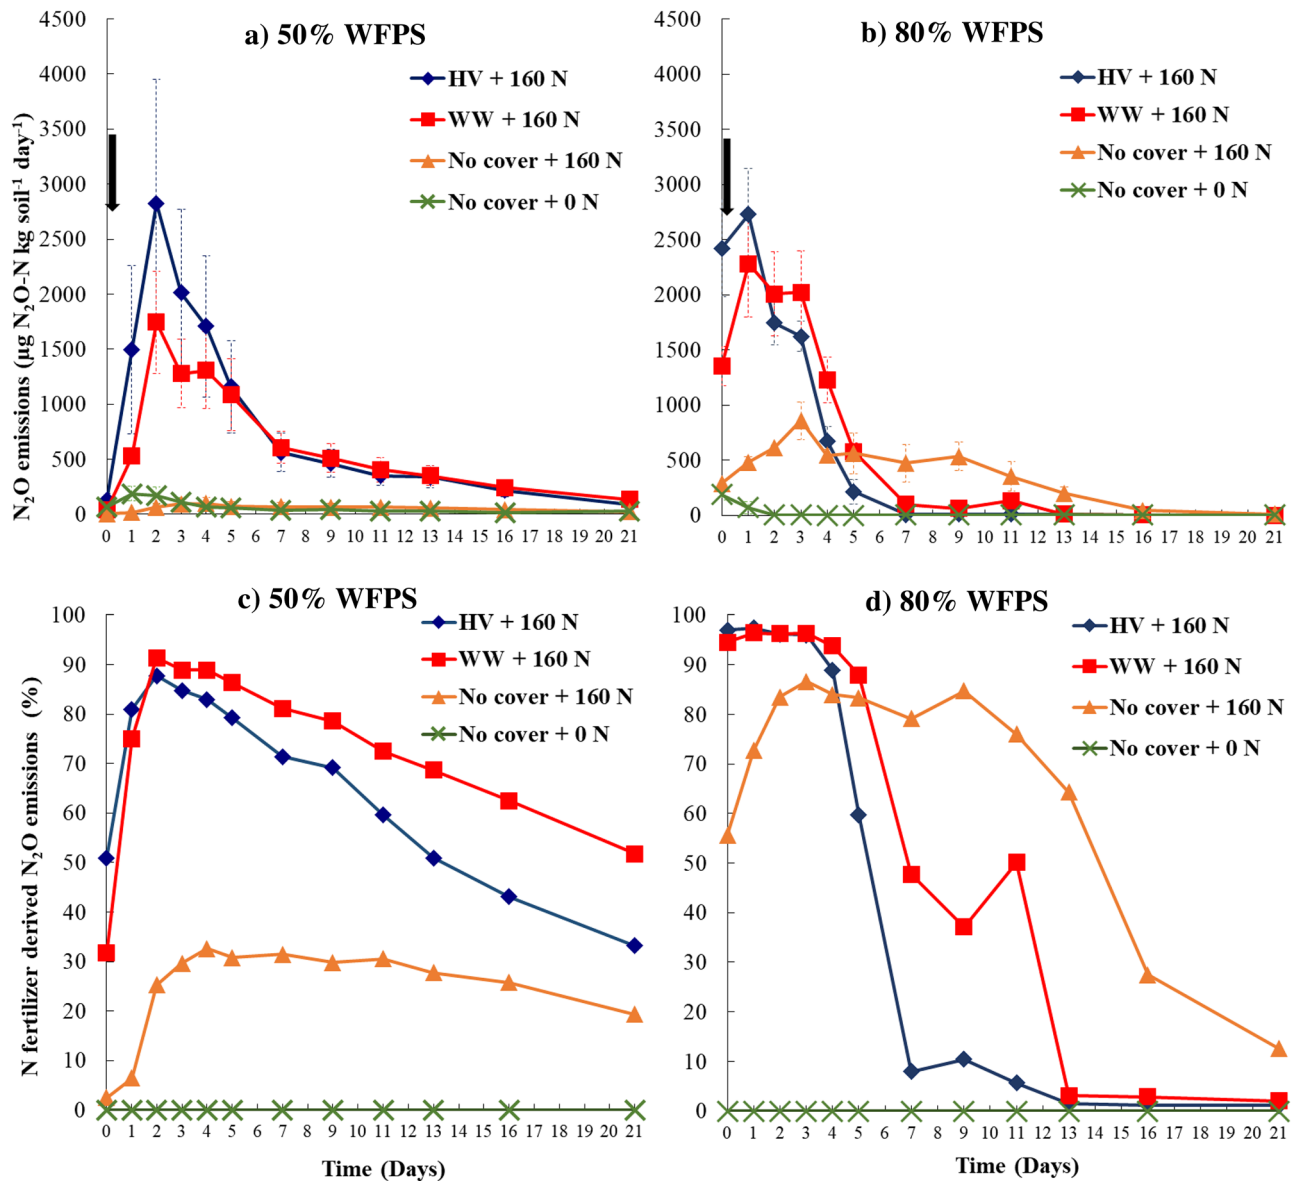 a) 50% WFPS
HV + 160 N
WW + 160 N
No cover + 160 N
No cover + 0 N
4500
4000
3500
3000
2500
2000
1500
1000
500
0
0 1 2 3 4 5 6 7 8 9 10 11 12 13 14 15 16 17 18 19 20 21
N₂O emissions (µg N₂O-N kg soil⁻¹ day⁻¹)
b) 80% WFPS
HV + 160 N
WW + 160 N
No cover + 160 N
No cover + 0 N
4500
4000
3500
3000
2500
2000
1500
1000
500
0
0 1 2 3 4 5 6 7 8 9 10 11 12 13 14 15 16 17 18 19 20 21
c) 50% WFPS
HV + 160 N
WW + 160 N
No cover + 160 N
No cover + 0 N
100
90
80
70
60
50
40
30
20
10
0
0 1 2 3 4 5 6 7 8 9 10 11 12 13 14 15 16 17 18 19 20 21
N fertilizer derived N₂O emissions (%)
Time (Days)
d) 80% WFPS
HV + 160 N
WW + 160 N
No cover + 160 N
No cover + 0 N
100
90
80
70
60
50
40
30
20
10
0
0 1 2 3 4 5 6 7 8 9 10 11 12 13 14 15 16 17 18 19 20 21
Time (Days)